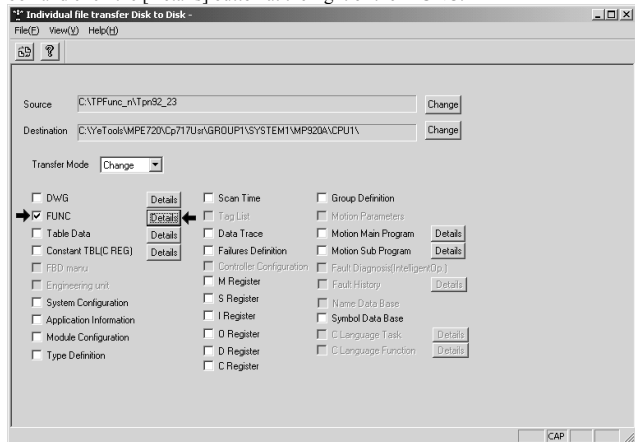 Individual file transfer Disk to Disk -
File(F) View(V) Help(H)
Source C:\TPFunc_n\Tpn92_23 Change
Destination C:\YeTools\MPE720\Cp717Usr\GROUP1\SYSTEM1\MP920A\CPU1\ Change
Transfer Mode Change
DWG Details Scan Time Group Definition
FUNC Details Tag List Motion Parameters
Table Data Details Data Trace Motion Main Program Details
Constant TBL(C REG) Details Failures Definition Motion Sub Program Details
FBD menu Controller Configuration Fault Diagnosis(IntelligentOp.)
Engineering unit M Register Fault History Details
System Configuration S Register Name Data Base
Application Information I Register Symbol Data Base
Module Configuration O Register C Language Task Details
Type Definition D Register C Language Function Details
C Register
CAP